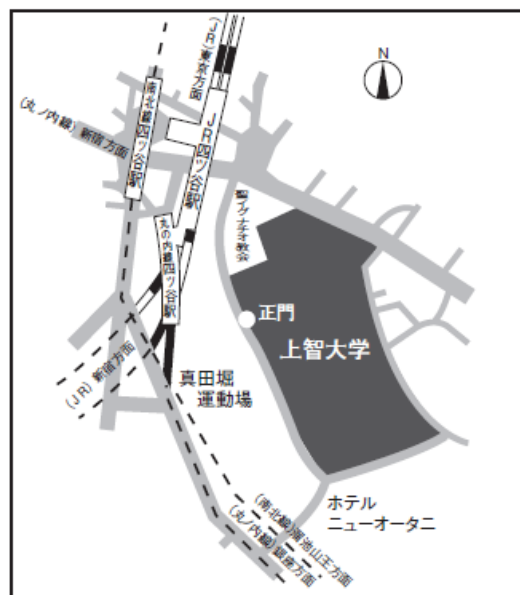 (JR)東京方面
N
南北線四ツ谷駅
JR四ツ谷駅
(丸ノ内線)新宿方面
聖イグナチオ教会
丸の内線四ツ谷駅
正門
上智大学
(JR)新宿方面
真田堀
運動場
ホテル
ニューオータニ
(南北線)溜池山王方面
(丸ノ内線)銀座方面